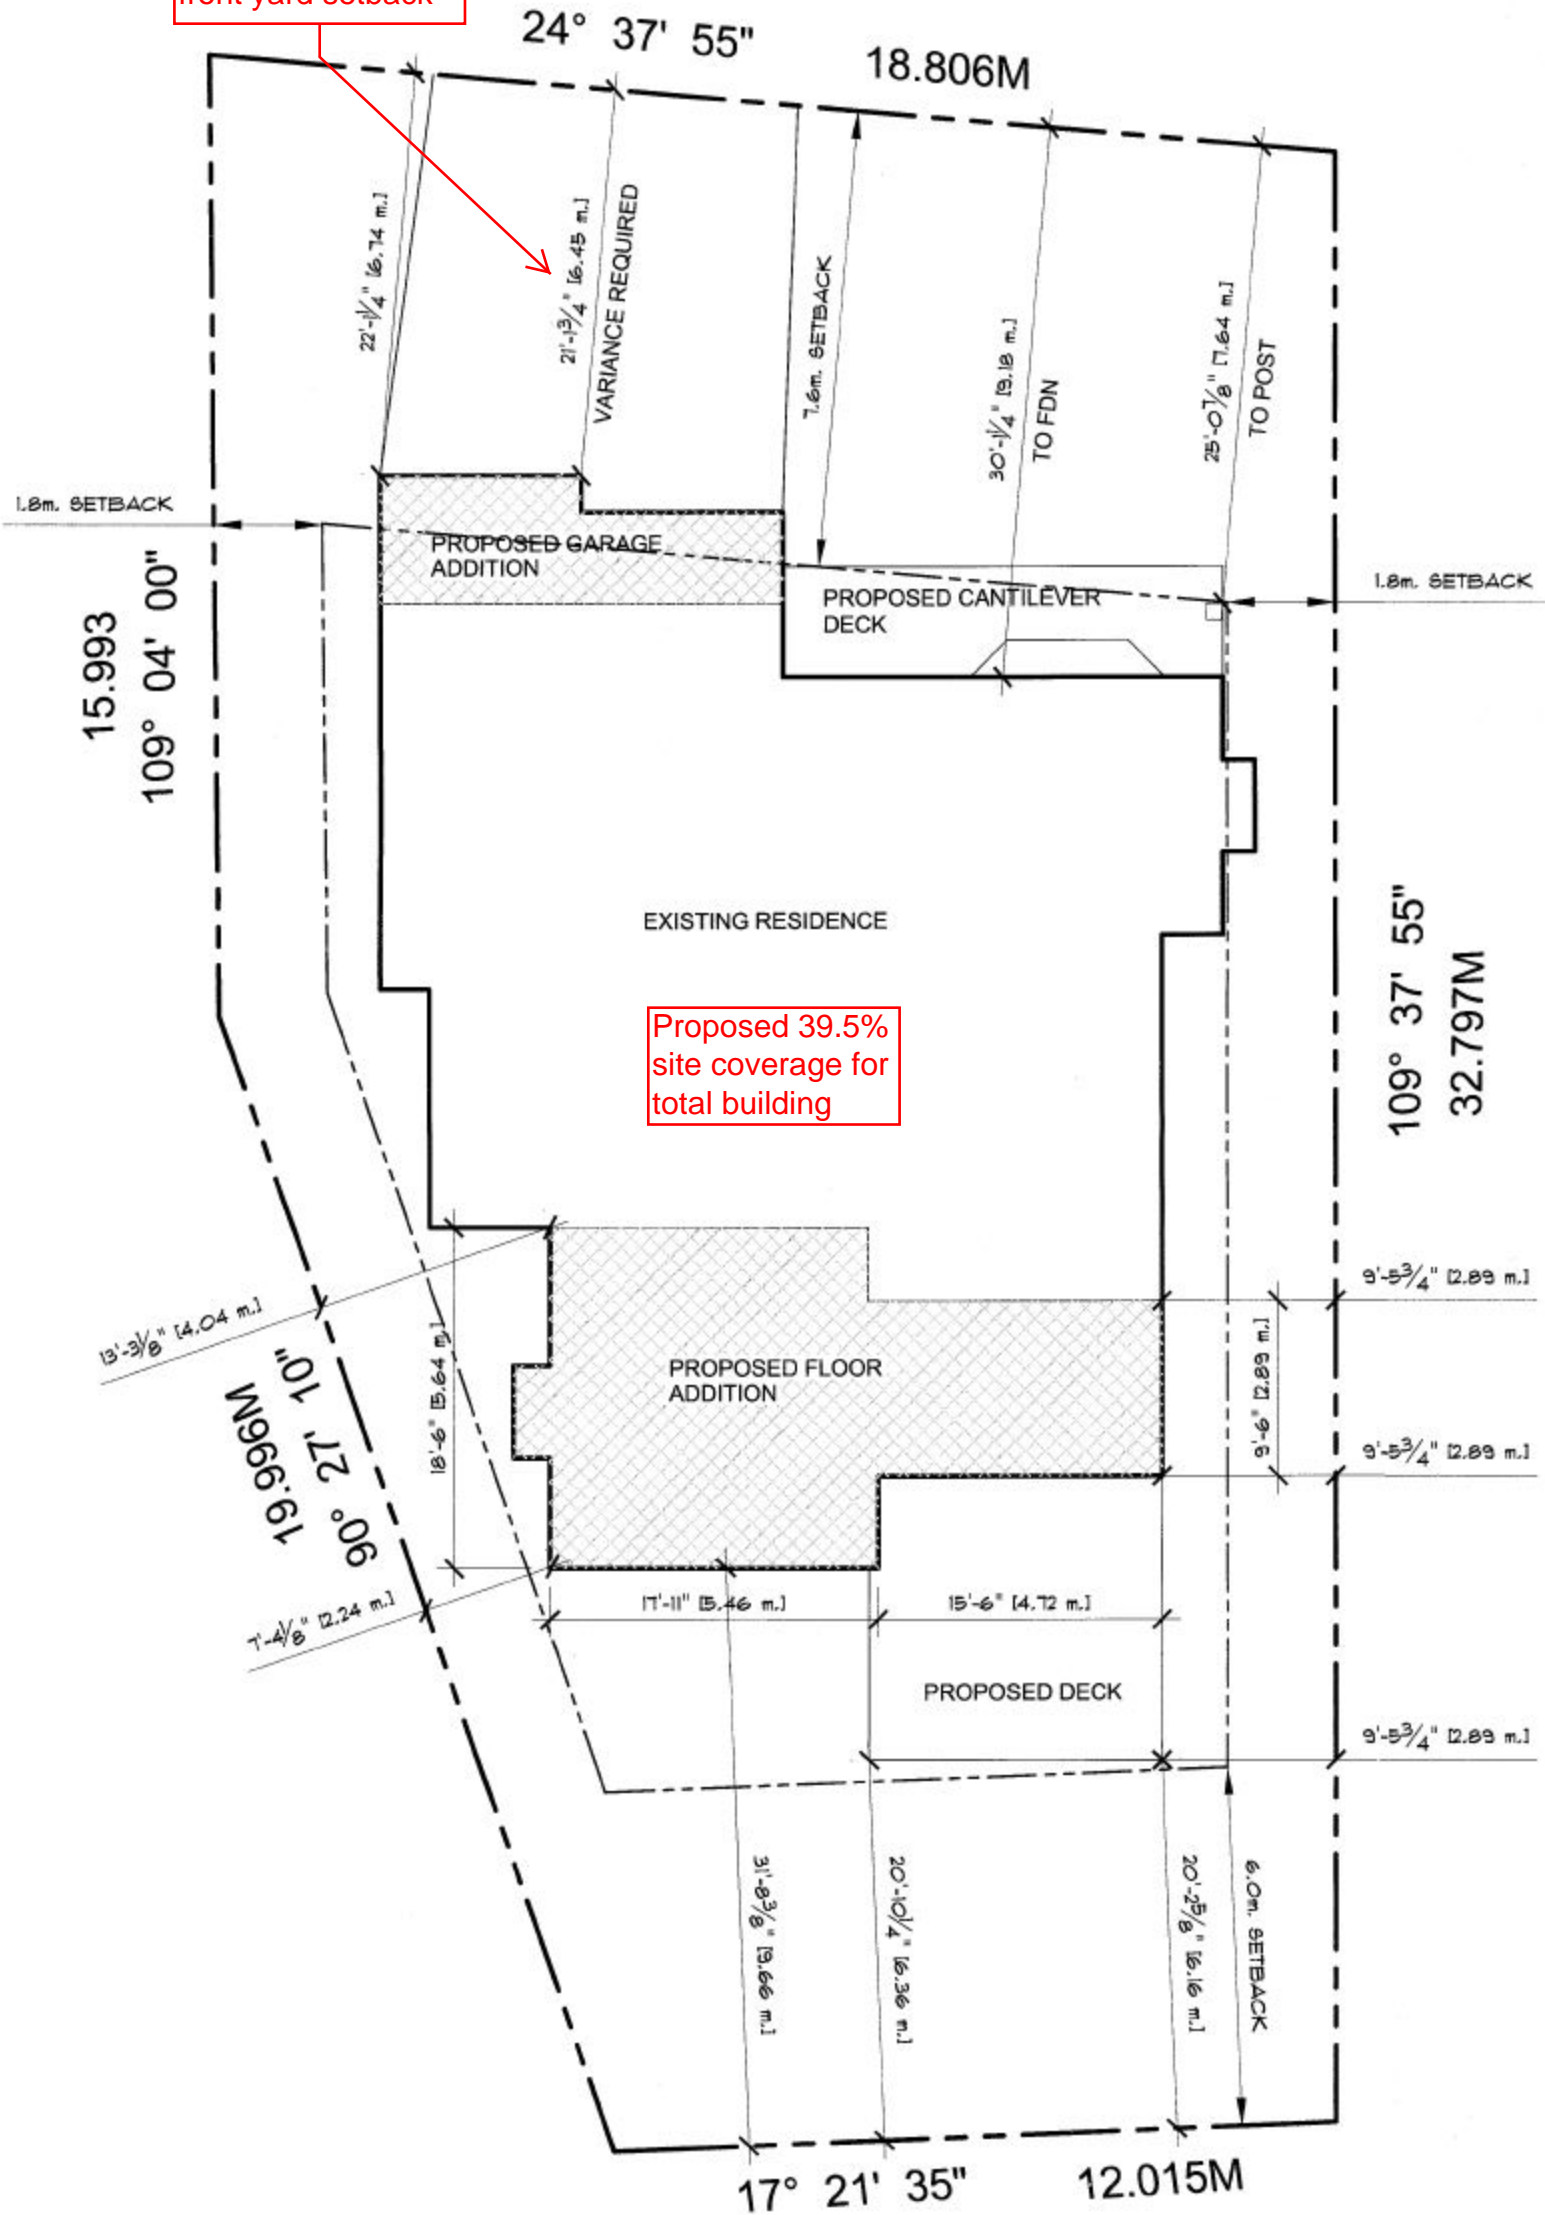 front yard setback
24° 37' 55"
18.806M
22'-1/4" [6.74 m.]
21'-1 3/4" [6.45 m.]
VARIANCE REQUIRED
7.6m. SETBACK
30'-1/4" [9.18 m.]
TO FDN
25'-0 7/8" [7.64 m.]
TO POST
1.8m. SETBACK
PROPOSED GARAGE
ADDITION
PROPOSED CANTILEVER
DECK
1.8m. SETBACK
15.993
109° 04' 00"
EXISTING RESIDENCE
109° 37' 55"
32.797M
Proposed 39.5%
site coverage for
total building
13'-3/8" [4.04 m.]
18'-6" [5.64 m.]
PROPOSED FLOOR
ADDITION
9'-5 3/4" [2.89 m.]
9'-6" [2.89 m.]
9'-5 3/4" [2.89 m.]
90° 27' 10"
19.996M
7'-4/8" [2.24 m.]
17'-11" [5.46 m.]
15'-6" [4.72 m.]
PROPOSED DECK
9'-5 3/4" [2.89 m.]
31'-8 3/8" [9.66 m.]
20'-10/4" [6.36 m.]
20'-2 5/8" [6.16 m.]
6.0m. SETBACK
17° 21' 35"
12.015M